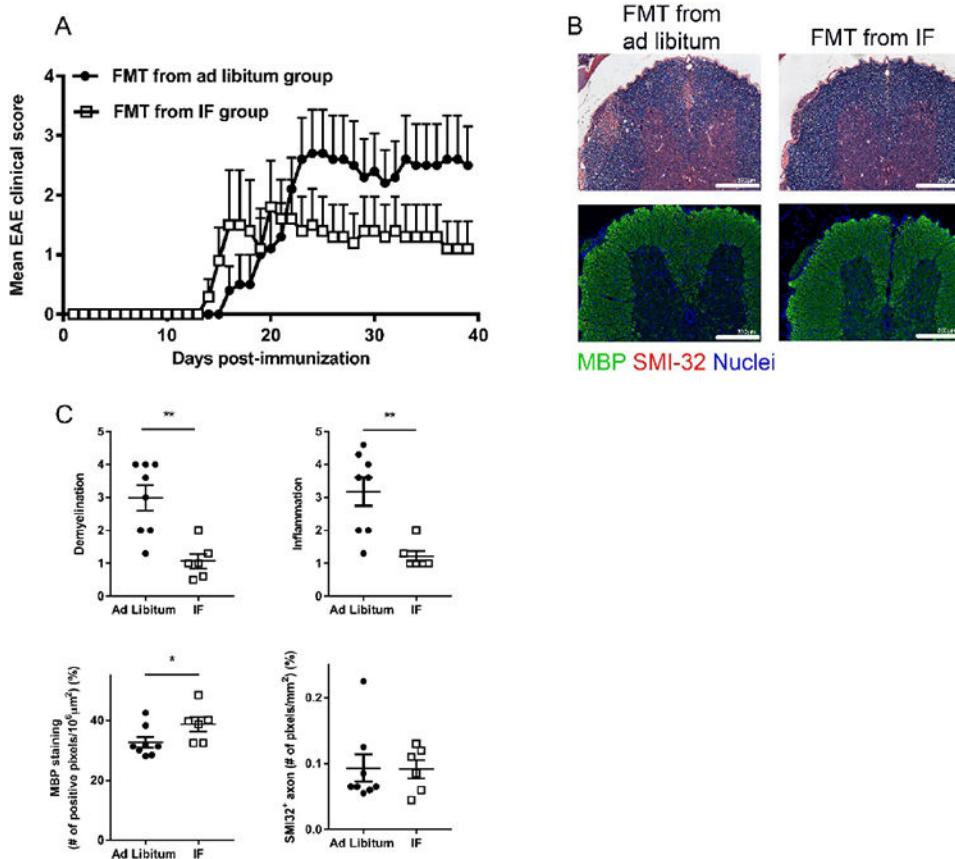 A
FMT from ad libitum group
FMT from IF group
Mean EAE clinical score
4
3
2
1
0
0 10 20 30 40
Days post-immunization
B
FMT from
ad libitum
FMT from IF
MBP SMI-32 Nuclei
C
**
Demyelination
5
4
3
2
1
0
Ad Libitum IF
**
Inflammation
5
4
3
2
1
0
Ad Libitum IF
*
MBP staining
(# of positive pixels/10⁶µm²) (%)
60
40
20
0
Ad Libitum IF
SMI32⁺ axon (# of pixels/mm²) (%)
0.2
0.1
0.0
Ad Libitum IF